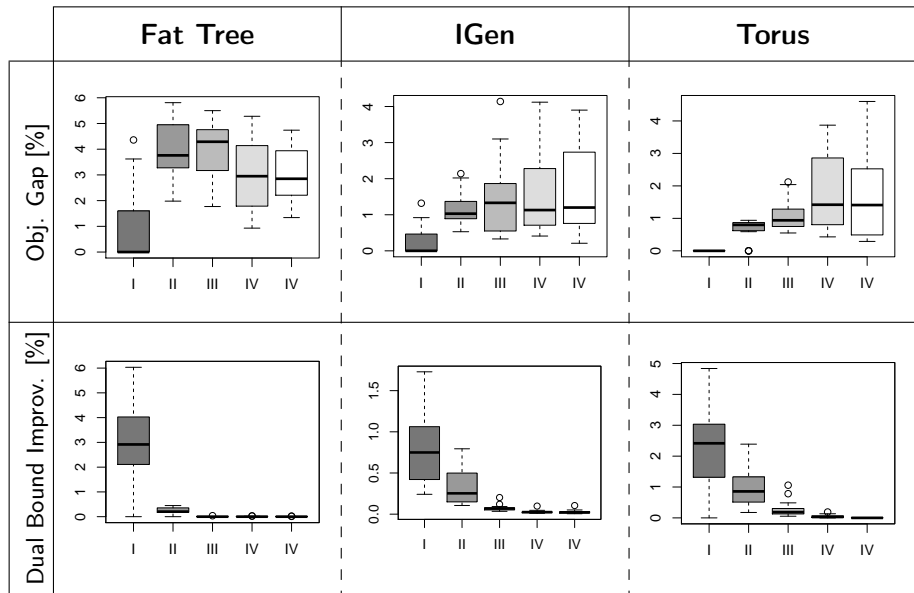 Fat Tree IGen Torus
Obj. Gap [%]
0 1 2 3 4 5 6
I II III IV IV
0 1 2 3 4
I II III IV IV
0 1 2 3 4
I II III IV IV
Dual Bound Improv. [%]
0 1 2 3 4 5 6
I II III IV IV
0.0 0.5 1.0 1.5
I II III IV IV
0 1 2 3 4 5
I II III IV IV